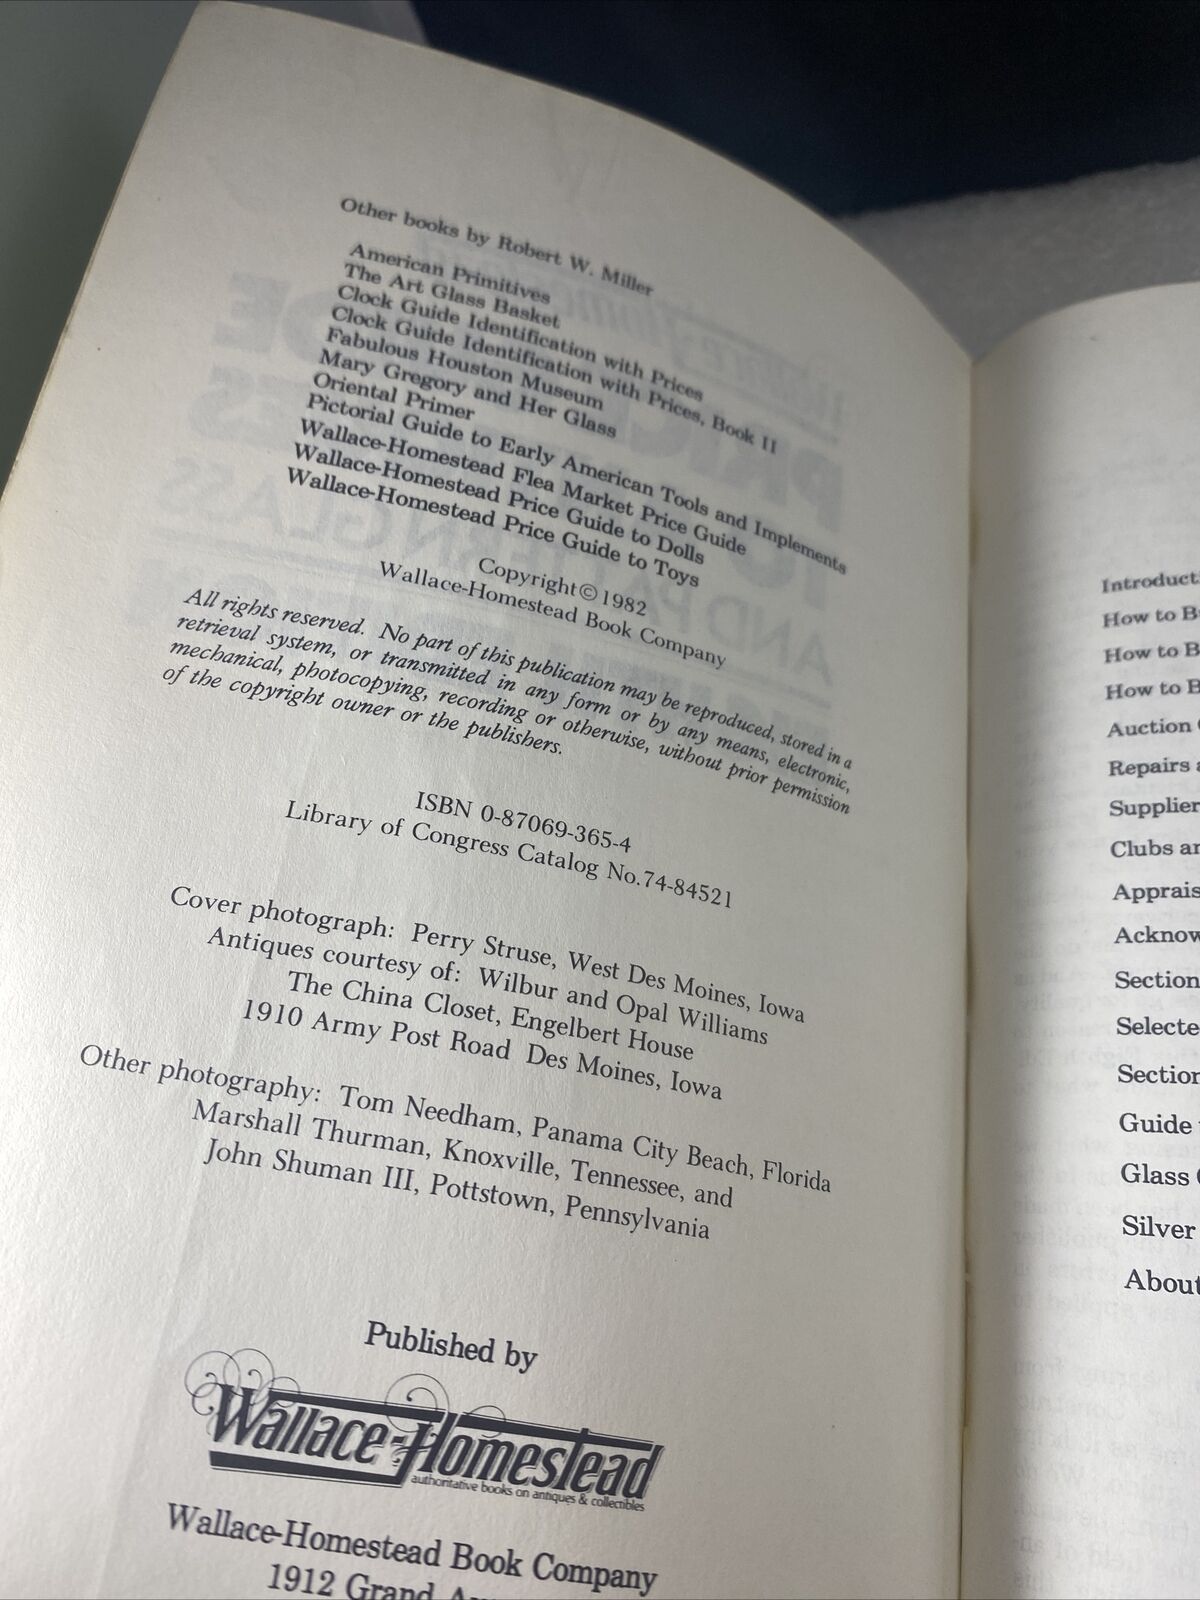 Other books by Robert W. Miller
American Primitives
The Art Glass Basket
Clock Guide Identification with Prices
Clock Guide Identification with Prices, Book II
Fabulous Houston Museum
Mary Gregory and Her Glass
Oriental Primer
Pictorial Guide to Early American Tools and Implements
Wallace-Homestead Flea Market Price Guide
Wallace-Homestead Price Guide to Dolls
Wallace-Homestead Price Guide to Toys
Copyright © 1982
Wallace-Homestead Book Company
All rights reserved. No part of this publication may be reproduced, stored in a
retrieval system, or transmitted in any form or by any means, electronic,
mechanical, photocopying, recording or otherwise, without prior permission
of the copyright owner or the publishers.
ISBN 0-87069-365-4
Library of Congress Catalog No.74-84521
Cover photograph: Perry Struse, West Des Moines, Iowa
Antiques courtesy of: Wilbur and Opal Williams
The China Closet, Engelbert House
1910 Army Post Road Des Moines, Iowa
Other photography: Tom Needham, Panama City Beach, Florida
Marshall Thurman, Knoxville, Tennessee, and
John Shuman III, Pottstown, Pennsylvania
Published by
Wallace-Homestead
authoritative books on antiques & collectibles
Wallace-Homestead Book Company
1912 Grand
How to
How to
How to
Auction
Repairs
Clubs
Section
Section
Guide
Glass
Silver
About